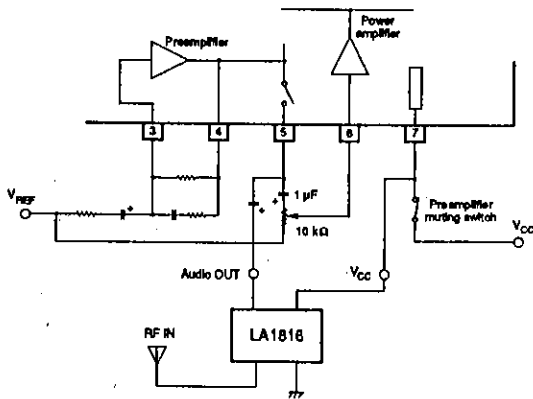 Preamplifier
Power
amplifier
3
4
5
6
7
VREF
+
1 μF
+
+
10 kΩ
Preamplifier
muting switch
VCC
Audio OUT
VCC
RF IN
LA1816